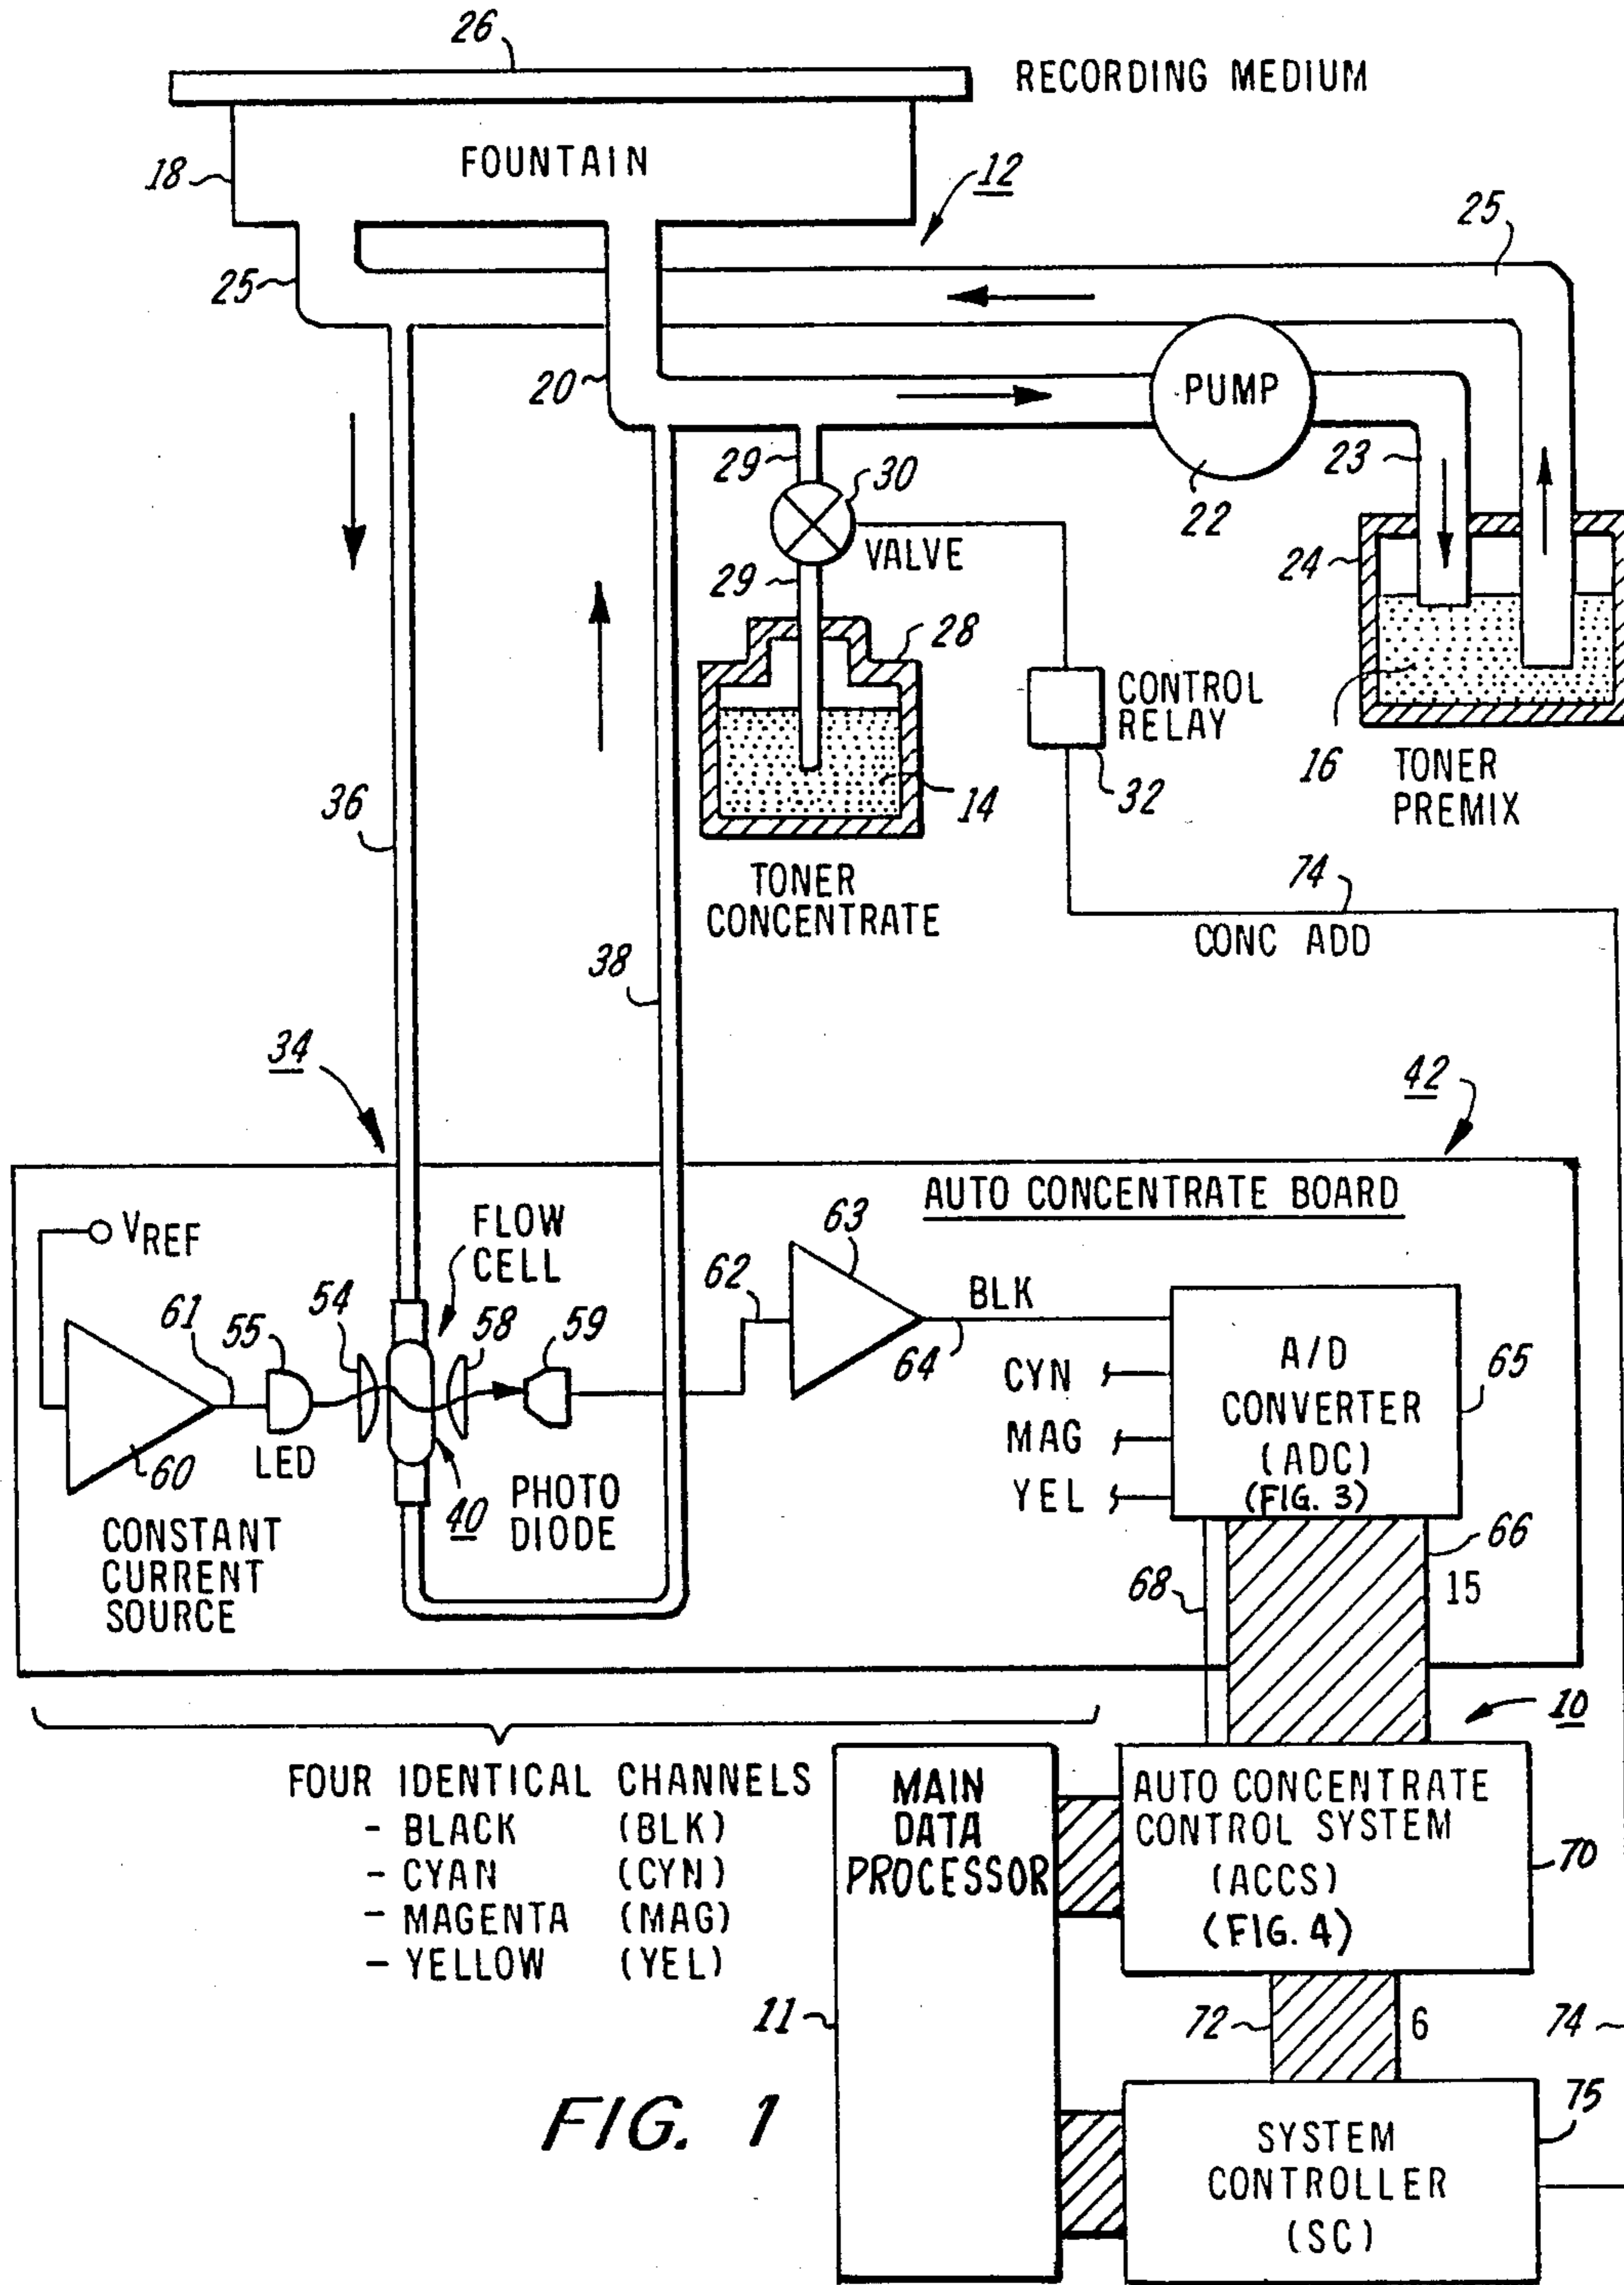 26
RECORDING MEDIUM
18
FOUNTAIN
12
25
25
20
PUMP
22
23
29
30
VALVE
29
28
24
CONTROL
RELAY
32
14
16
TONER
PREMIX
36
TONER
CONCENTRATE
74
CONC ADD
38
34
42
AUTO CONCENTRATE BOARD
VREF
FLOW
CELL
63
62
BLK
64
61
55
54
58
59
60
LED
40
PHOTO
DIODE
CONSTANT
CURRENT
SOURCE
CYN
MAG
YEL
A/D
CONVERTER
(ADC)
(FIG. 3)
65
66
68
15
10
FOUR IDENTICAL CHANNELS
- BLACK (BLK)
- CYAN (CYN)
- MAGENTA (MAG)
- YELLOW (YEL)
MAIN
DATA
PROCESSOR
11
AUTO CONCENTRATE
CONTROL SYSTEM
(ACCS)
(FIG. 4)
70
72
6
74
75
SYSTEM
CONTROLLER
(SC)
FIG. 1